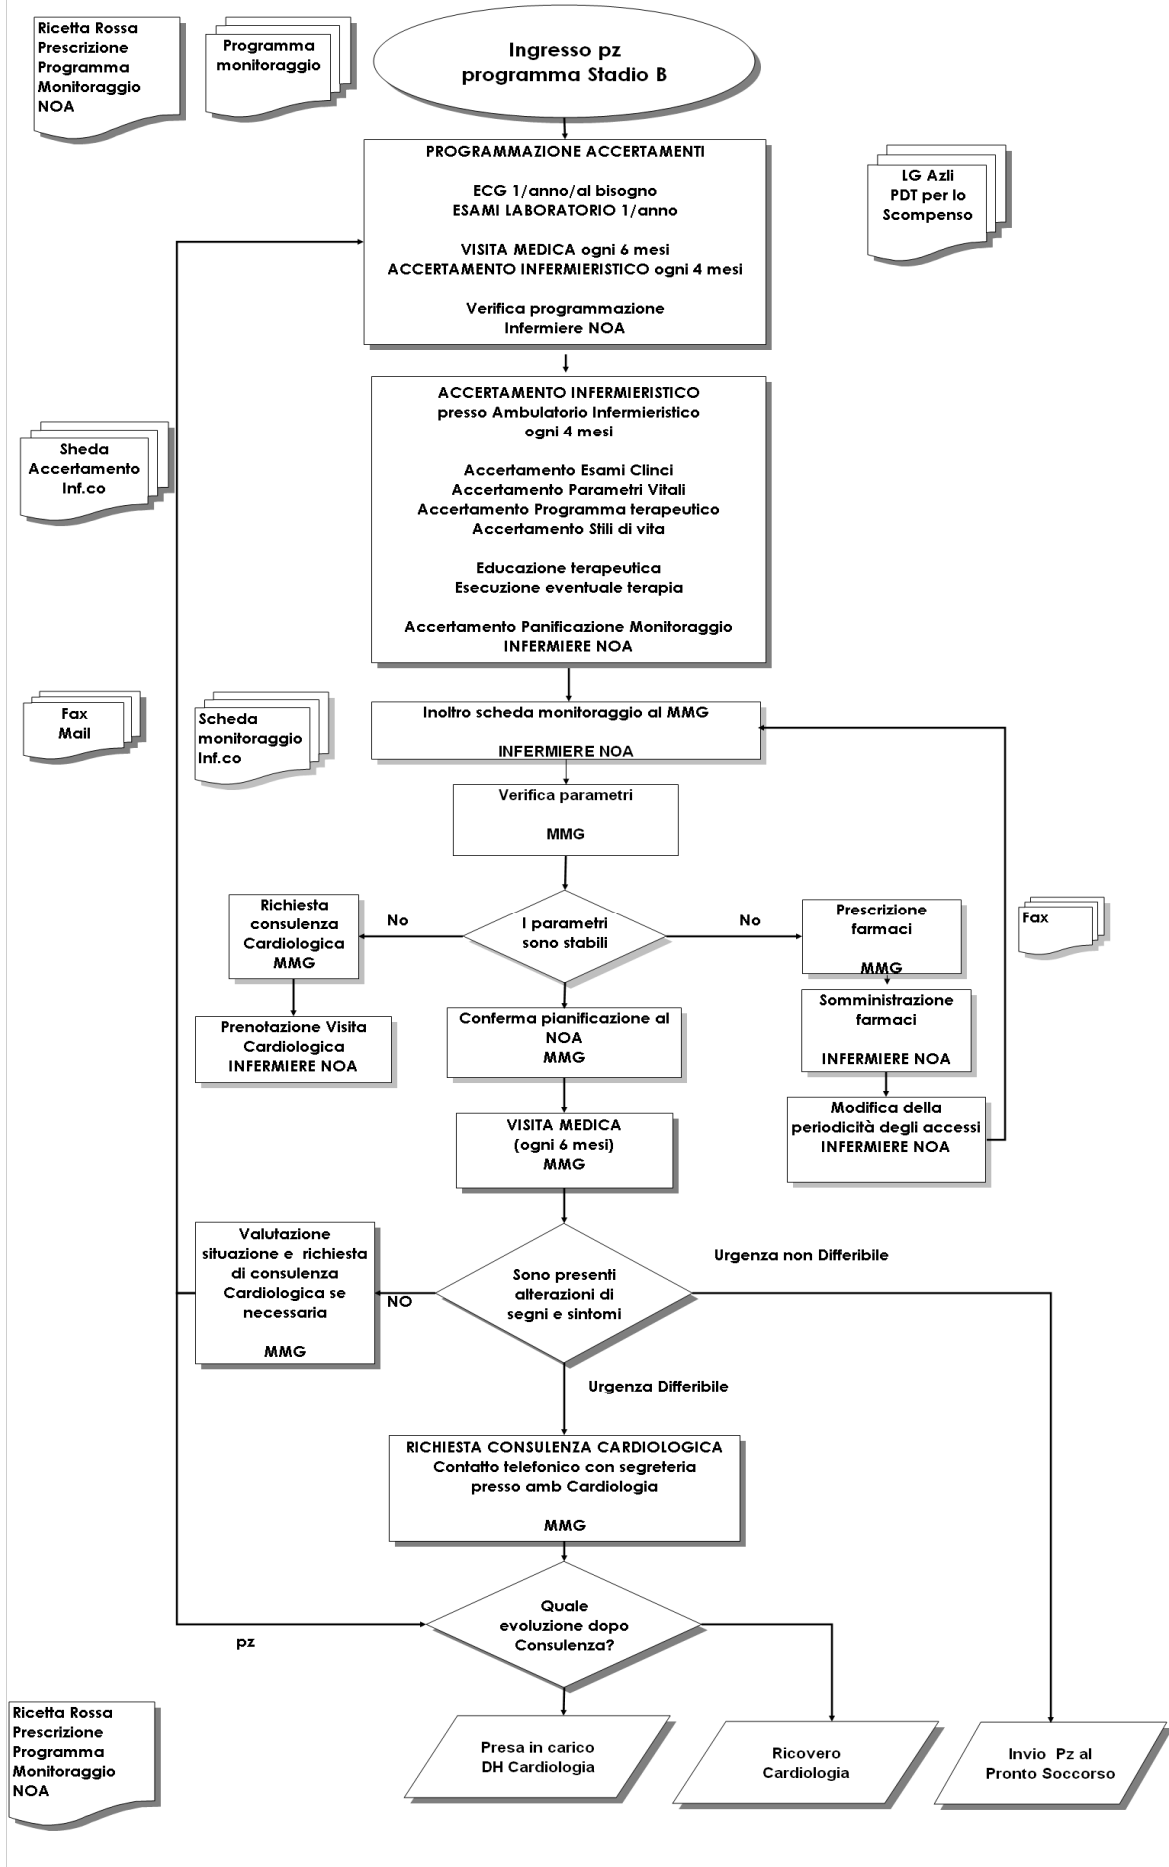 Ricetta Rossa
Prescrizione
Programma
Monitoraggio
NOA
Programma
monitoraggio
Ingresso pz
programma Stadio B
PROGRAMMAZIONE ACCERTAMENTI
ECG 1/anno/al bisogno
ESAMI LABORATORIO 1/anno
VISITA MEDICA ogni 6 mesi
ACCERTAMENTO INFERMIERISTICO ogni 4 mesi
Verifica programmazione
Infermiere NOA
LG Azli
PDT per lo
Scompenso
ACCERTAMENTO INFERMIERISTICO
presso Ambulatorio Infermieristico
ogni 4 mesi
Accertamento Esami Clinci
Accertamento Parametri Vitali
Accertamento Programma terapeutico
Accertamento Stili di vita
Educazione terapeutica
Esecuzione eventuale terapia
Accertamento Panificazione Monitoraggio
INFERMIERE NOA
Sheda
Accertamento
Inf.co
Fax
Mail
Scheda
monitoraggio
Inf.co
Inoltro scheda monitoraggio al MMG
INFERMIERE NOA
Verifica parametri
MMG
I parametri
sono stabili
No
Richiesta
consulenza
Cardiologica
MMG
Prenotazione Visita
Cardiologica
INFERMIERE NOA
No
Prescrizione
farmaci
MMG
Somministrazione
farmaci
INFERMIERE NOA
Modifica della
periodicità degli accessi
INFERMIERE NOA
Fax
Conferma pianificazione al
NOA
MMG
VISITA MEDICA
(ogni 6 mesi)
MMG
Sono presenti
alterazioni di
segni e sintomi
NO
Valutazione
situazione e richiesta
di consulenza
Cardiologica se
necessaria
MMG
Urgenza non Differibile
Urgenza Differibile
RICHIESTA CONSULENZA CARDIOLOGICA
Contatto telefonico con segreteria
presso amb Cardiologia
MMG
Quale
evoluzione dopo
Consulenza?
pz
Ricetta Rossa
Prescrizione
Programma
Monitoraggio
NOA
Presa in carico
DH Cardiologia
Ricovero
Cardiologia
Invio Pz al
Pronto Soccorso